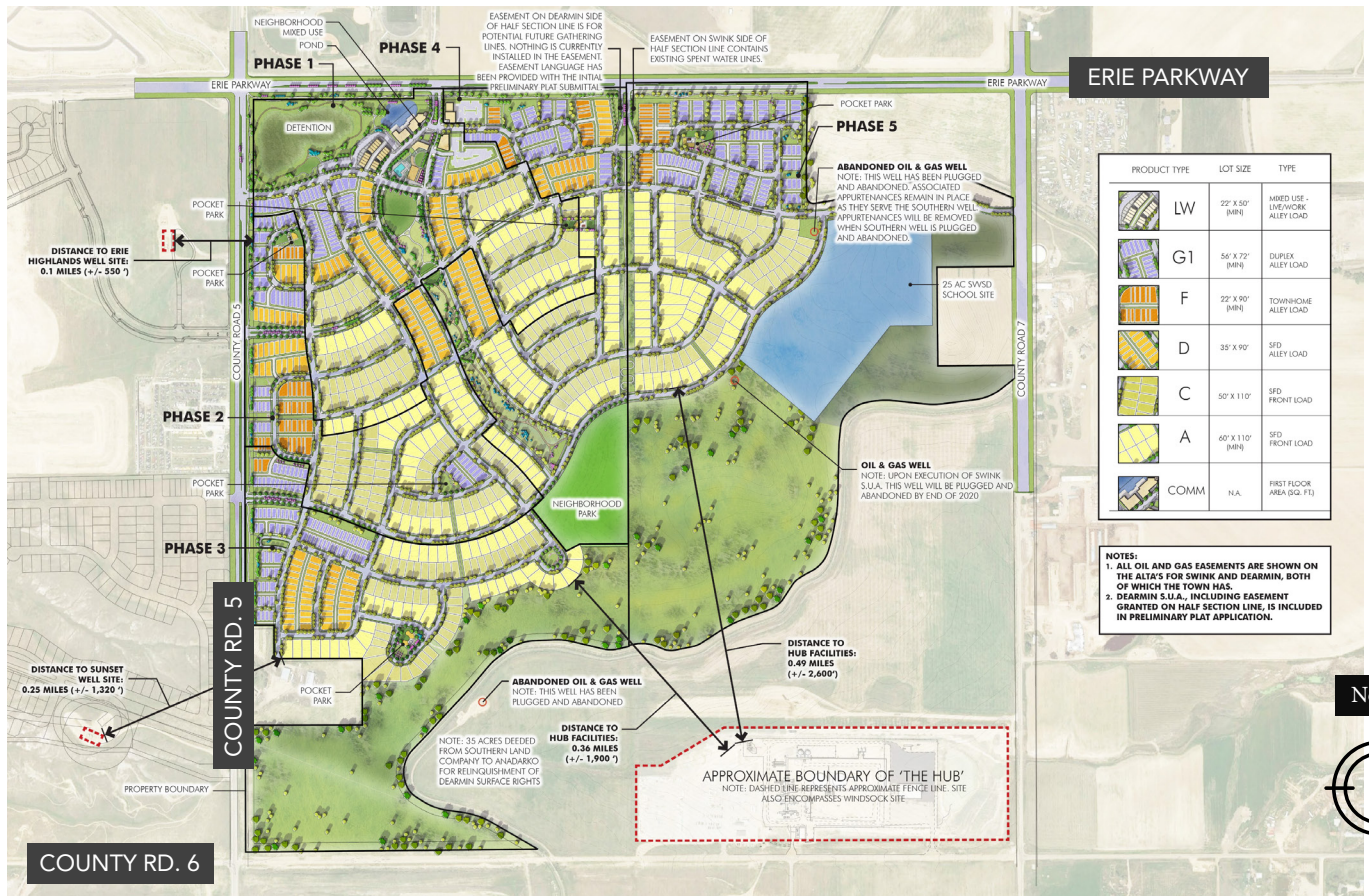 NEIGHBORHOOD
MIXED USE
POND
PHASE 1
PHASE 4
EASEMENT ON DEARMIN SIDE
OF HALF SECTION LINE IS FOR
POTENTIAL FUTURE GATHERING
LINES. NOTHING IS CURRENTLY
INSTALLED IN THE EASEMENT.
EASEMENT LANGUAGE HAS
BEEN PROVIDED WITH THE INTIAL
PRELIMINARY PLAT SUBMITTAL.
EASEMENT ON SWINK SIDE OF
HALF SECTION LINE CONTAINS
EXISTING SPENT WATER LINES.
ERIE PARKWAY
ERIE PARKWAY
ERIE PARKWAY
DETENTION
POCKET PARK
PHASE 5
ABANDONED OIL & GAS WELL
NOTE: THIS WELL HAS BEEN PLUGGED
AND ABANDONED. ASSOCIATED
APPURTENANCES REMAIN IN PLACE
AS THEY SERVE THE SOUTHERN WELL.
APPURTENANCES WILL BE REMOVED
WHEN SOUTHERN WELL IS PLUGGED
AND ABANDONED.
POCKET
PARK
DISTANCE TO ERIE
HIGHLANDS WELL SITE:
0.1 MILES (+/- 550 ')
POCKET
PARK
25 AC SVVSD
SCHOOL SITE
COUNTY ROAD 5
COUNTY ROAD 7
PHASE 2
POCKET
PARK
OIL & GAS WELL
NOTE: UPON EXECUTION OF SWINK
S.U.A. THIS WELL WILL BE PLUGGED AND
ABANDONED BY END OF 2020
NEIGHBORHOOD
PARK
PHASE 3
COUNTY RD. 5
DISTANCE TO SUNSET
WELL SITE:
0.25 MILES (+/- 1,320 ')
POCKET
PARK
DISTANCE TO
HUB FACILITIES:
0.49 MILES
(+/- 2,600')
ABANDONED OIL & GAS WELL
NOTE: THIS WELL HAS BEEN
PLUGGED AND ABANDONED
DISTANCE TO
HUB FACILITIES:
0.36 MILES
(+/- 1,900 ')
NOTE: 35 ACRES DEEDED
FROM SOUTHERN LAND
COMPANY TO ANADARKO
FOR RELINQUISHMENT OF
DEARMIN SURFACE RIGHTS
APPROXIMATE BOUNDARY OF 'THE HUB'
NOTE: DASHED LINE REPRESENTS APPROXIMATE FENCE LINE. SITE
ALSO ENCOMPASSES WINDSOCK SITE
PROPERTY BOUNDARY
COUNTY RD. 6
PRODUCT TYPE LOT SIZE TYPE
LW 22' X 50' (MIN) MIXED USE - LIVE/WORK ALLEY LOAD
G1 56' X 72' (MIN) DUPLEX ALLEY LOAD
F 22' X 90' (MIN) TOWNHOME ALLEY LOAD
D 35' X 90' SFD ALLEY LOAD
C 50' X 110' SFD FRONT LOAD
A 60' X 110' (MIN) SFD FRONT LOAD
COMM N.A. FIRST FLOOR AREA (SQ. FT.)
NOTES:
1. ALL OIL AND GAS EASEMENTS ARE SHOWN ON
THE ALTA'S FOR SWINK AND DEARMIN, BOTH
OF WHICH THE TOWN HAS.
2. DEARMIN S.U.A., INCLUDING EASEMENT
GRANTED ON HALF SECTION LINE, IS INCLUDED
IN PRELIMINARY PLAT APPLICATION.
N